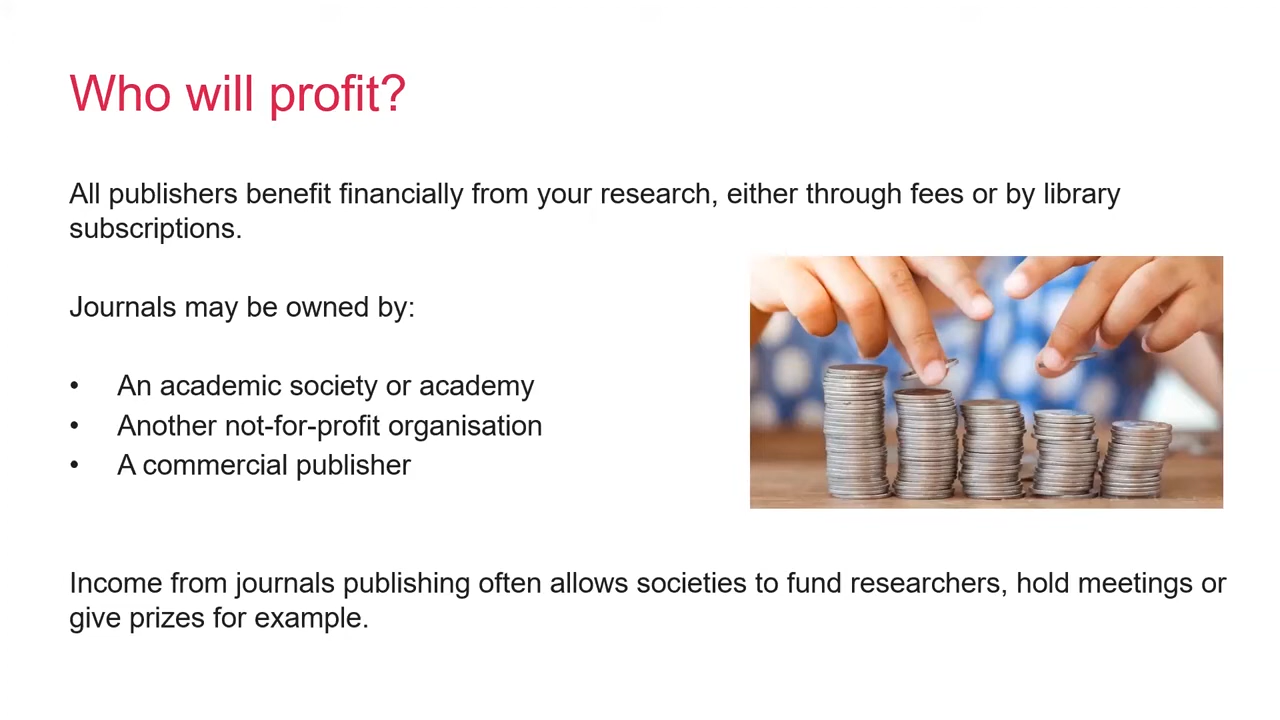 Who will profit?
All publishers benefit financially from your research, either through fees or by library
subscriptions.
Journals may be owned by:
• An academic society or academy
• Another not-for-profit organisation
• A commercial publisher
Income from journals publishing often allows societies to fund researchers, hold meetings or
give prizes for example.